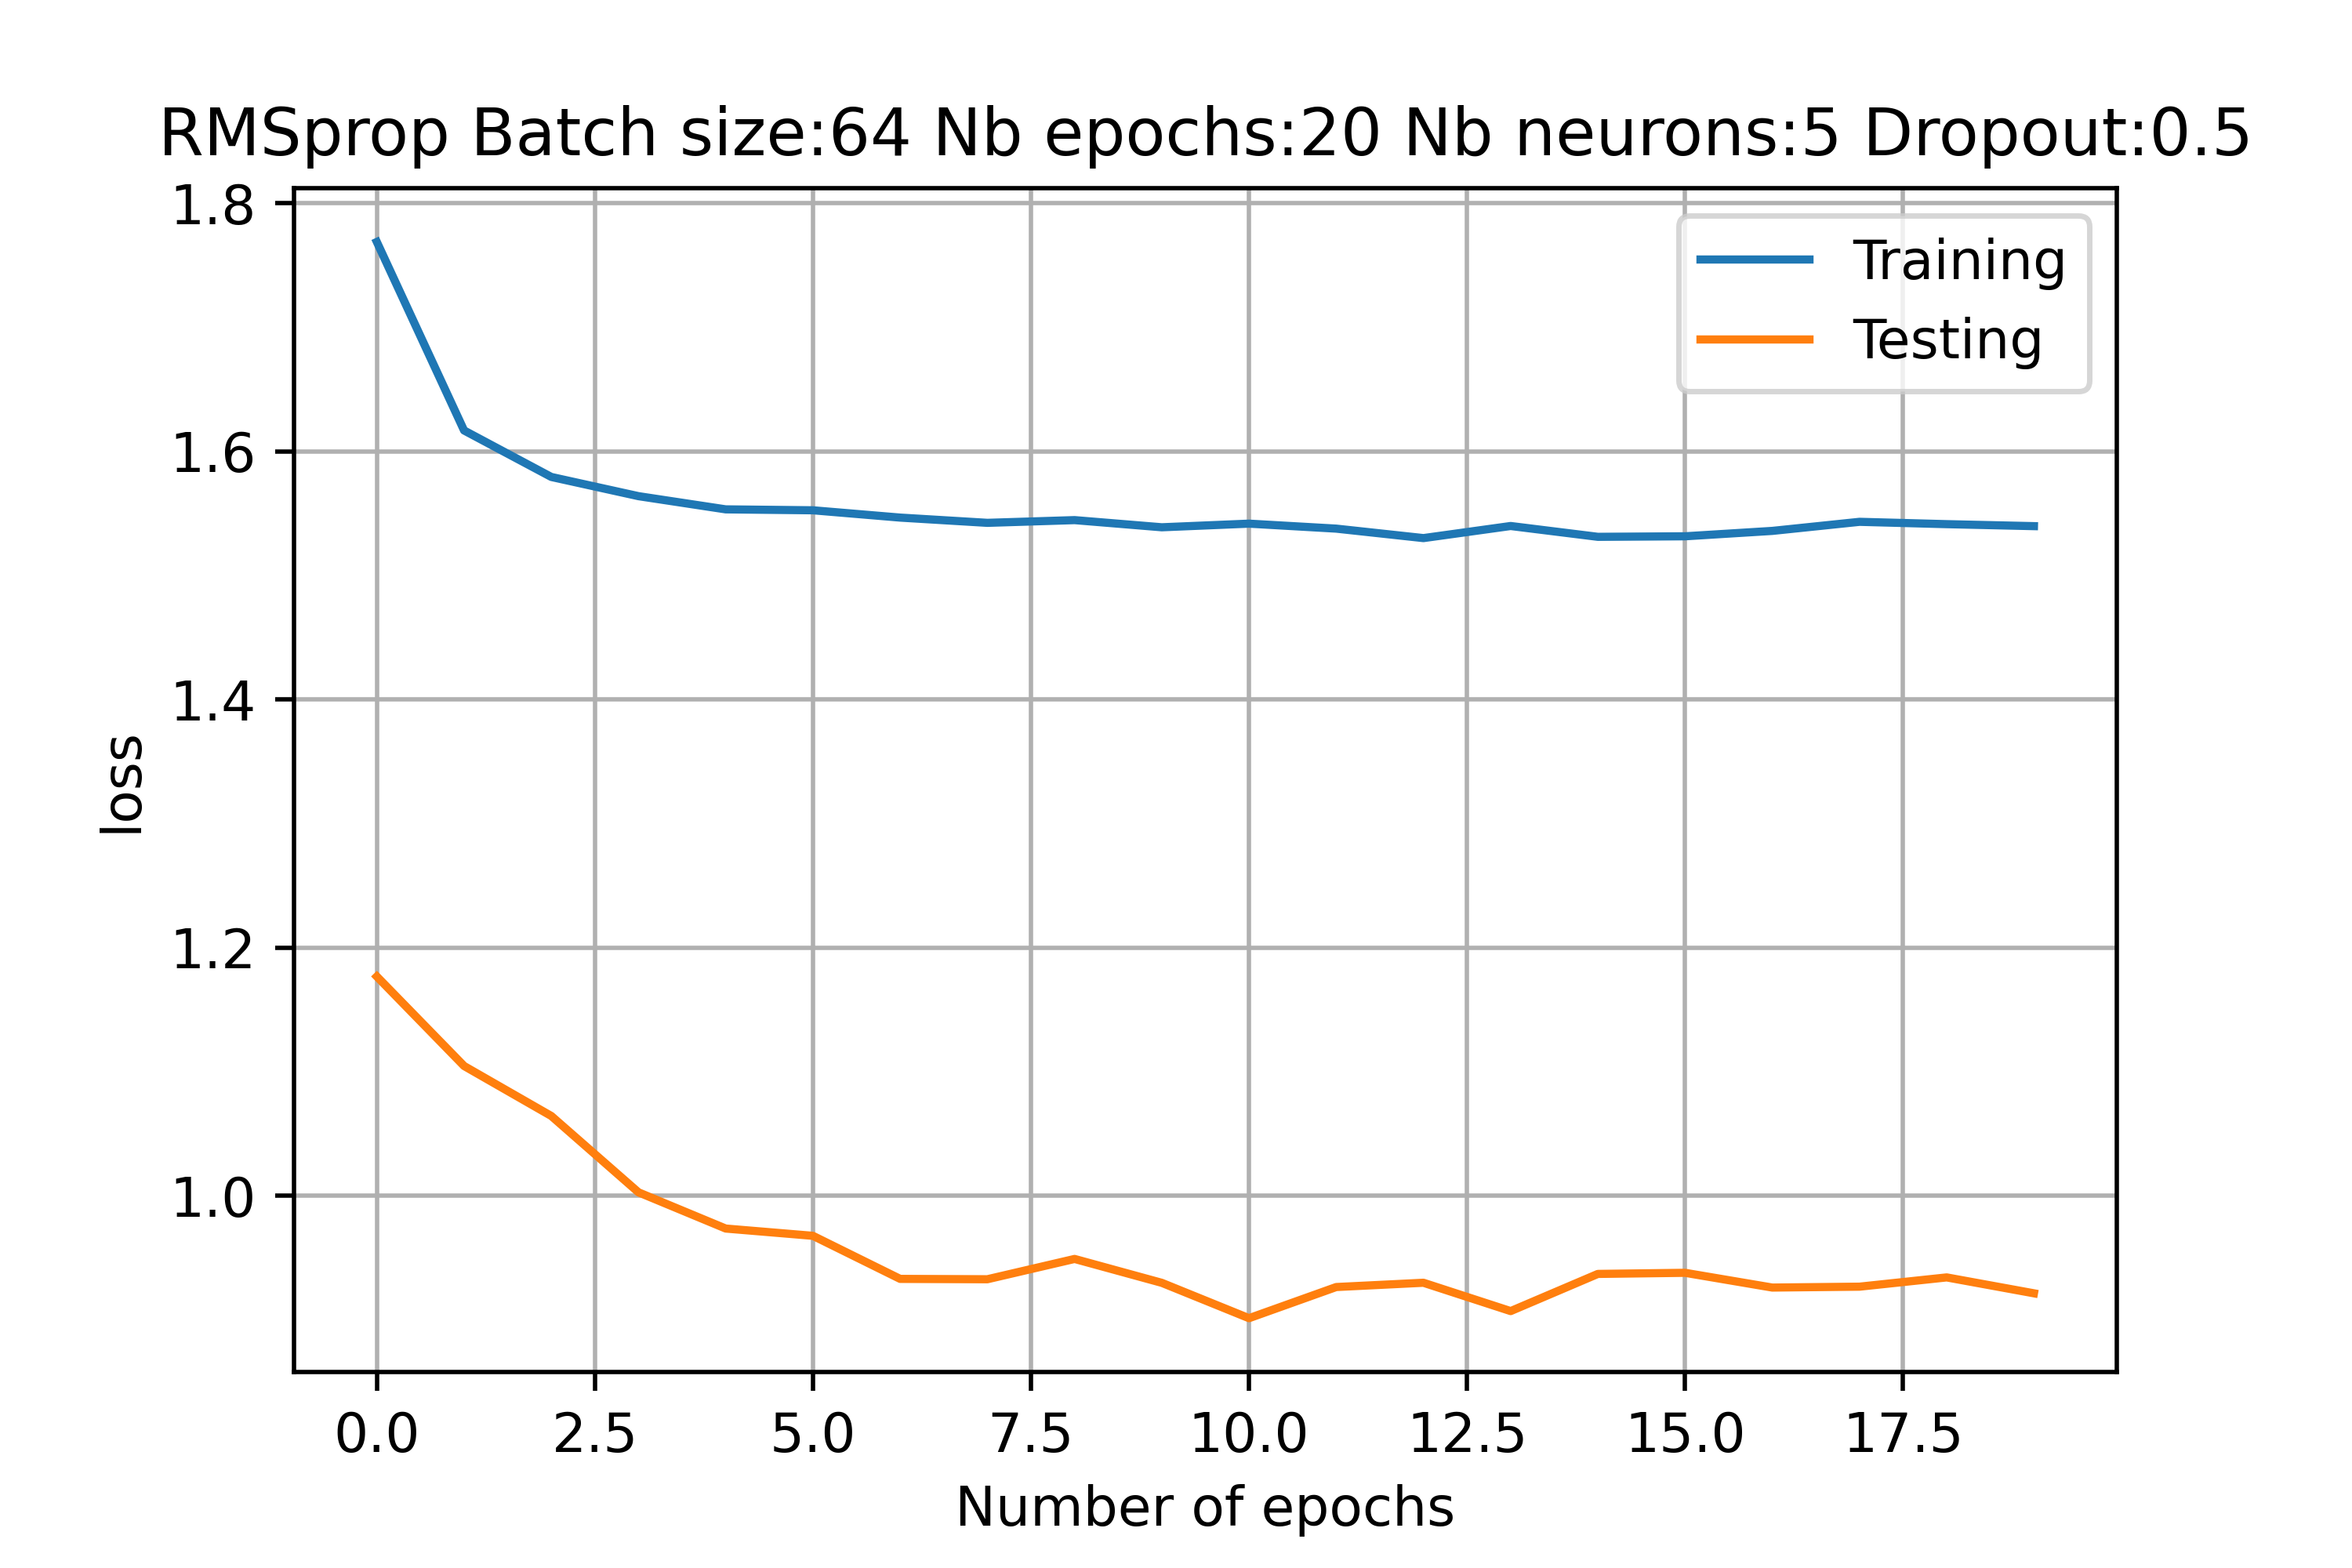 RMSprop Batch size:64 Nb epochs:20 Nb neurons:5 Dropout:0.5
1.8
1.6
1.4
1.2
1.0
loss
Training
Testing
0.0 2.5 5.0 7.5 10.0 12.5 15.0 17.5
Number of epochs